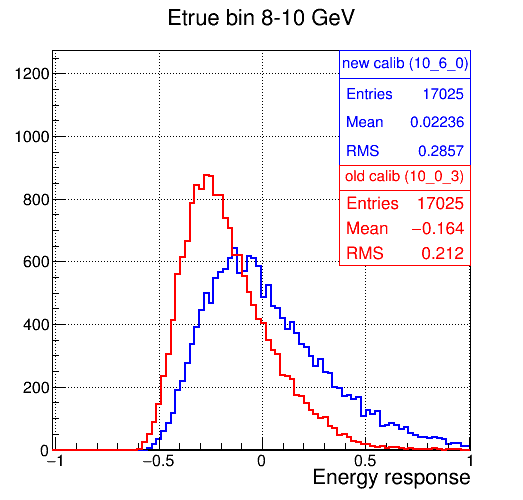 Etrue bin 8-10 GeV
new calib (10_6_0)
Entries 17025
Mean 0.02236
RMS 0.2857
old calib (10_0_3)
Entries 17025
Mean −0.164
RMS 0.212
1200
1000
800
600
400
200
0
−1 −0.5 0 0.5 1
Energy response